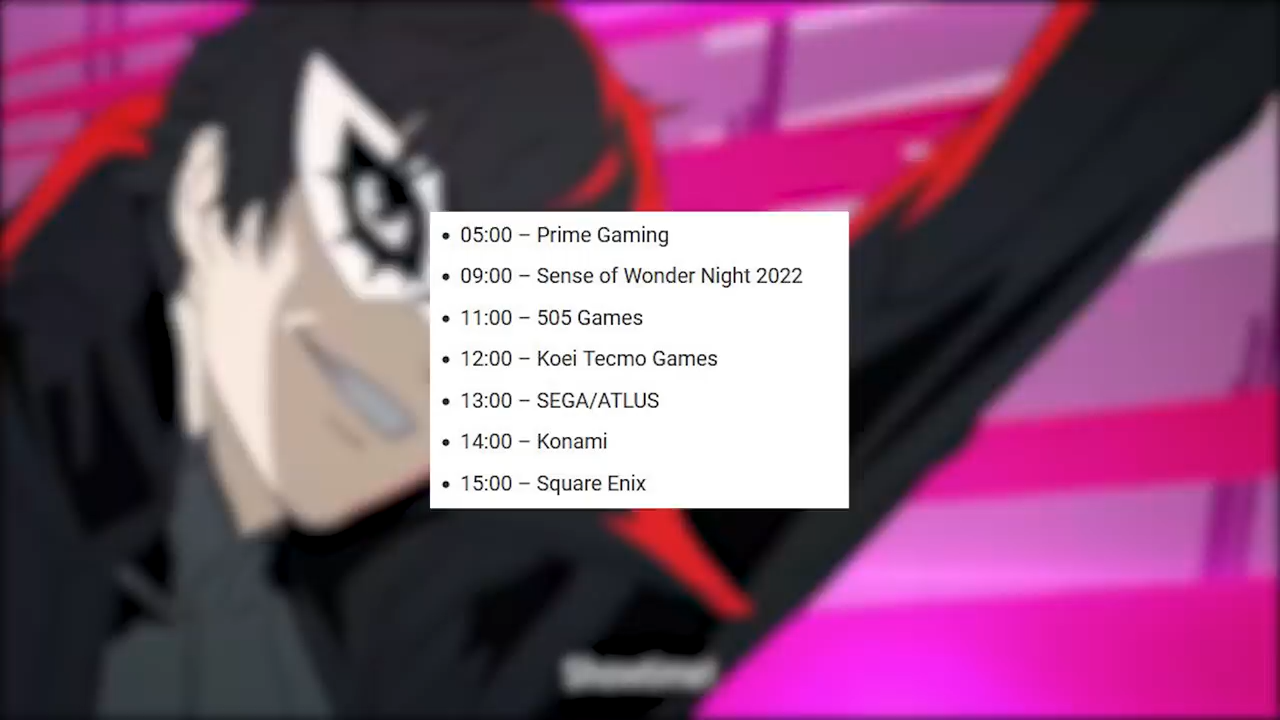 • 05:00 – Prime Gaming
• 09:00 – Sense of Wonder Night 2022
• 11:00 – 505 Games
• 12:00 – Koei Tecmo Games
• 13:00 – SEGA/ATLUS
• 14:00 – Konami
• 15:00 – Square Enix
Showtime!